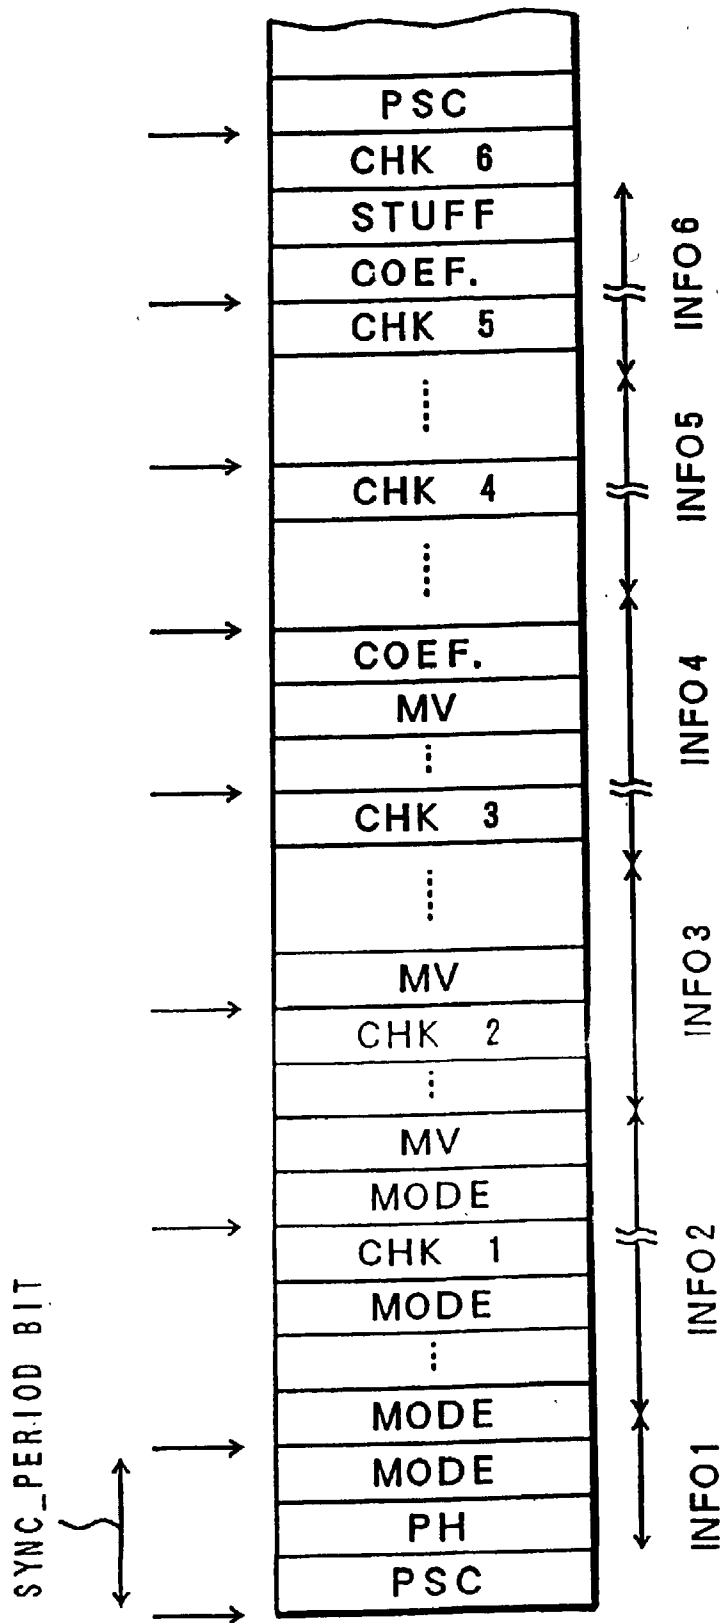 PSC
CHK 6
STUFF
COEF.
CHK 5
CHK 4
COEF.
MV
CHK 3
MV
CHK 2
MV
MODE
CHK 1
MODE
MODE
MODE
PH
PSC
INFO6
INFO5
INFO4
INFO3
INFO2
INFO1
SYNC_PERIOD BIT